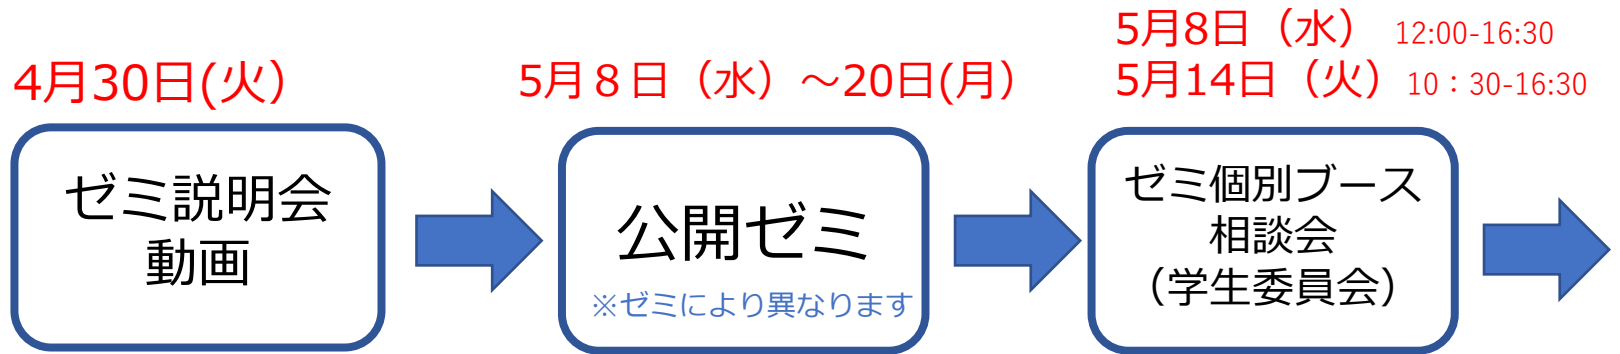 4月30日(火）
ゼミ説明会
動画
5月８日（水）～20日(月）
公開ゼミ
※ゼミにより異なります
5月8日（水） 12:00-16:30
5月14日（火）10：30-16:30
ゼミ個別ブース
相談会
（学生委員会）